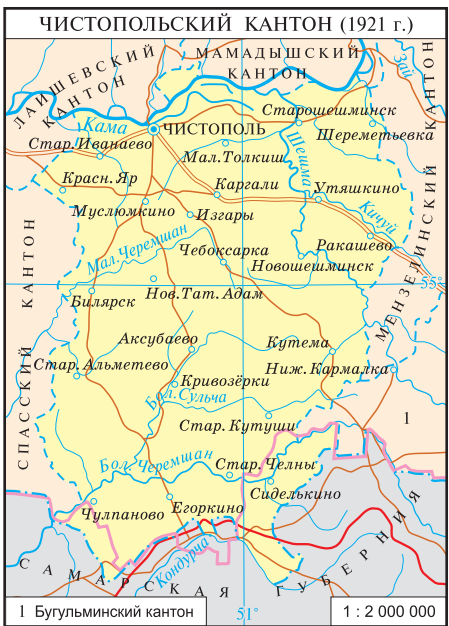 ЧИСТОПОЛЬСКИЙ КАНТОН (1921 г.)
ЛАИШЕВСКИЙ
КАНТОН
МАМАДЫШСКИЙ
КАНТОН
Зай
Кама
Старошешминск
ЧИСТОПОЛЬ
Шереметьевка
Стар.Иванаево
Мал.Толкиш
Шешма
Красн.Яр
Каргали
Утяшкино
Муслюмкино
Изгары
Кичуй
Мал.Черемшан
Чебоксарка
Ракашево
Новошешминск
МЕНЗЕЛИНСКИЙ КАНТОН
55°
Билярск
Нов.Тат.Адам
СПАССКИЙ КАНТОН
Аксубаево
Кутема
Стар.Альметево
Ниж.Кармалка
Кривозёрки
Бол.Сульча
Стар.Кутуши
1
Бол.Черемшан
Стар.Челны
Сиделькино
Чулпаново
Егоркино
Кондурча
САМАРСКАЯ ГУБЕРНИЯ
1 Бугульминский кантон
51°
1 : 2 000 000